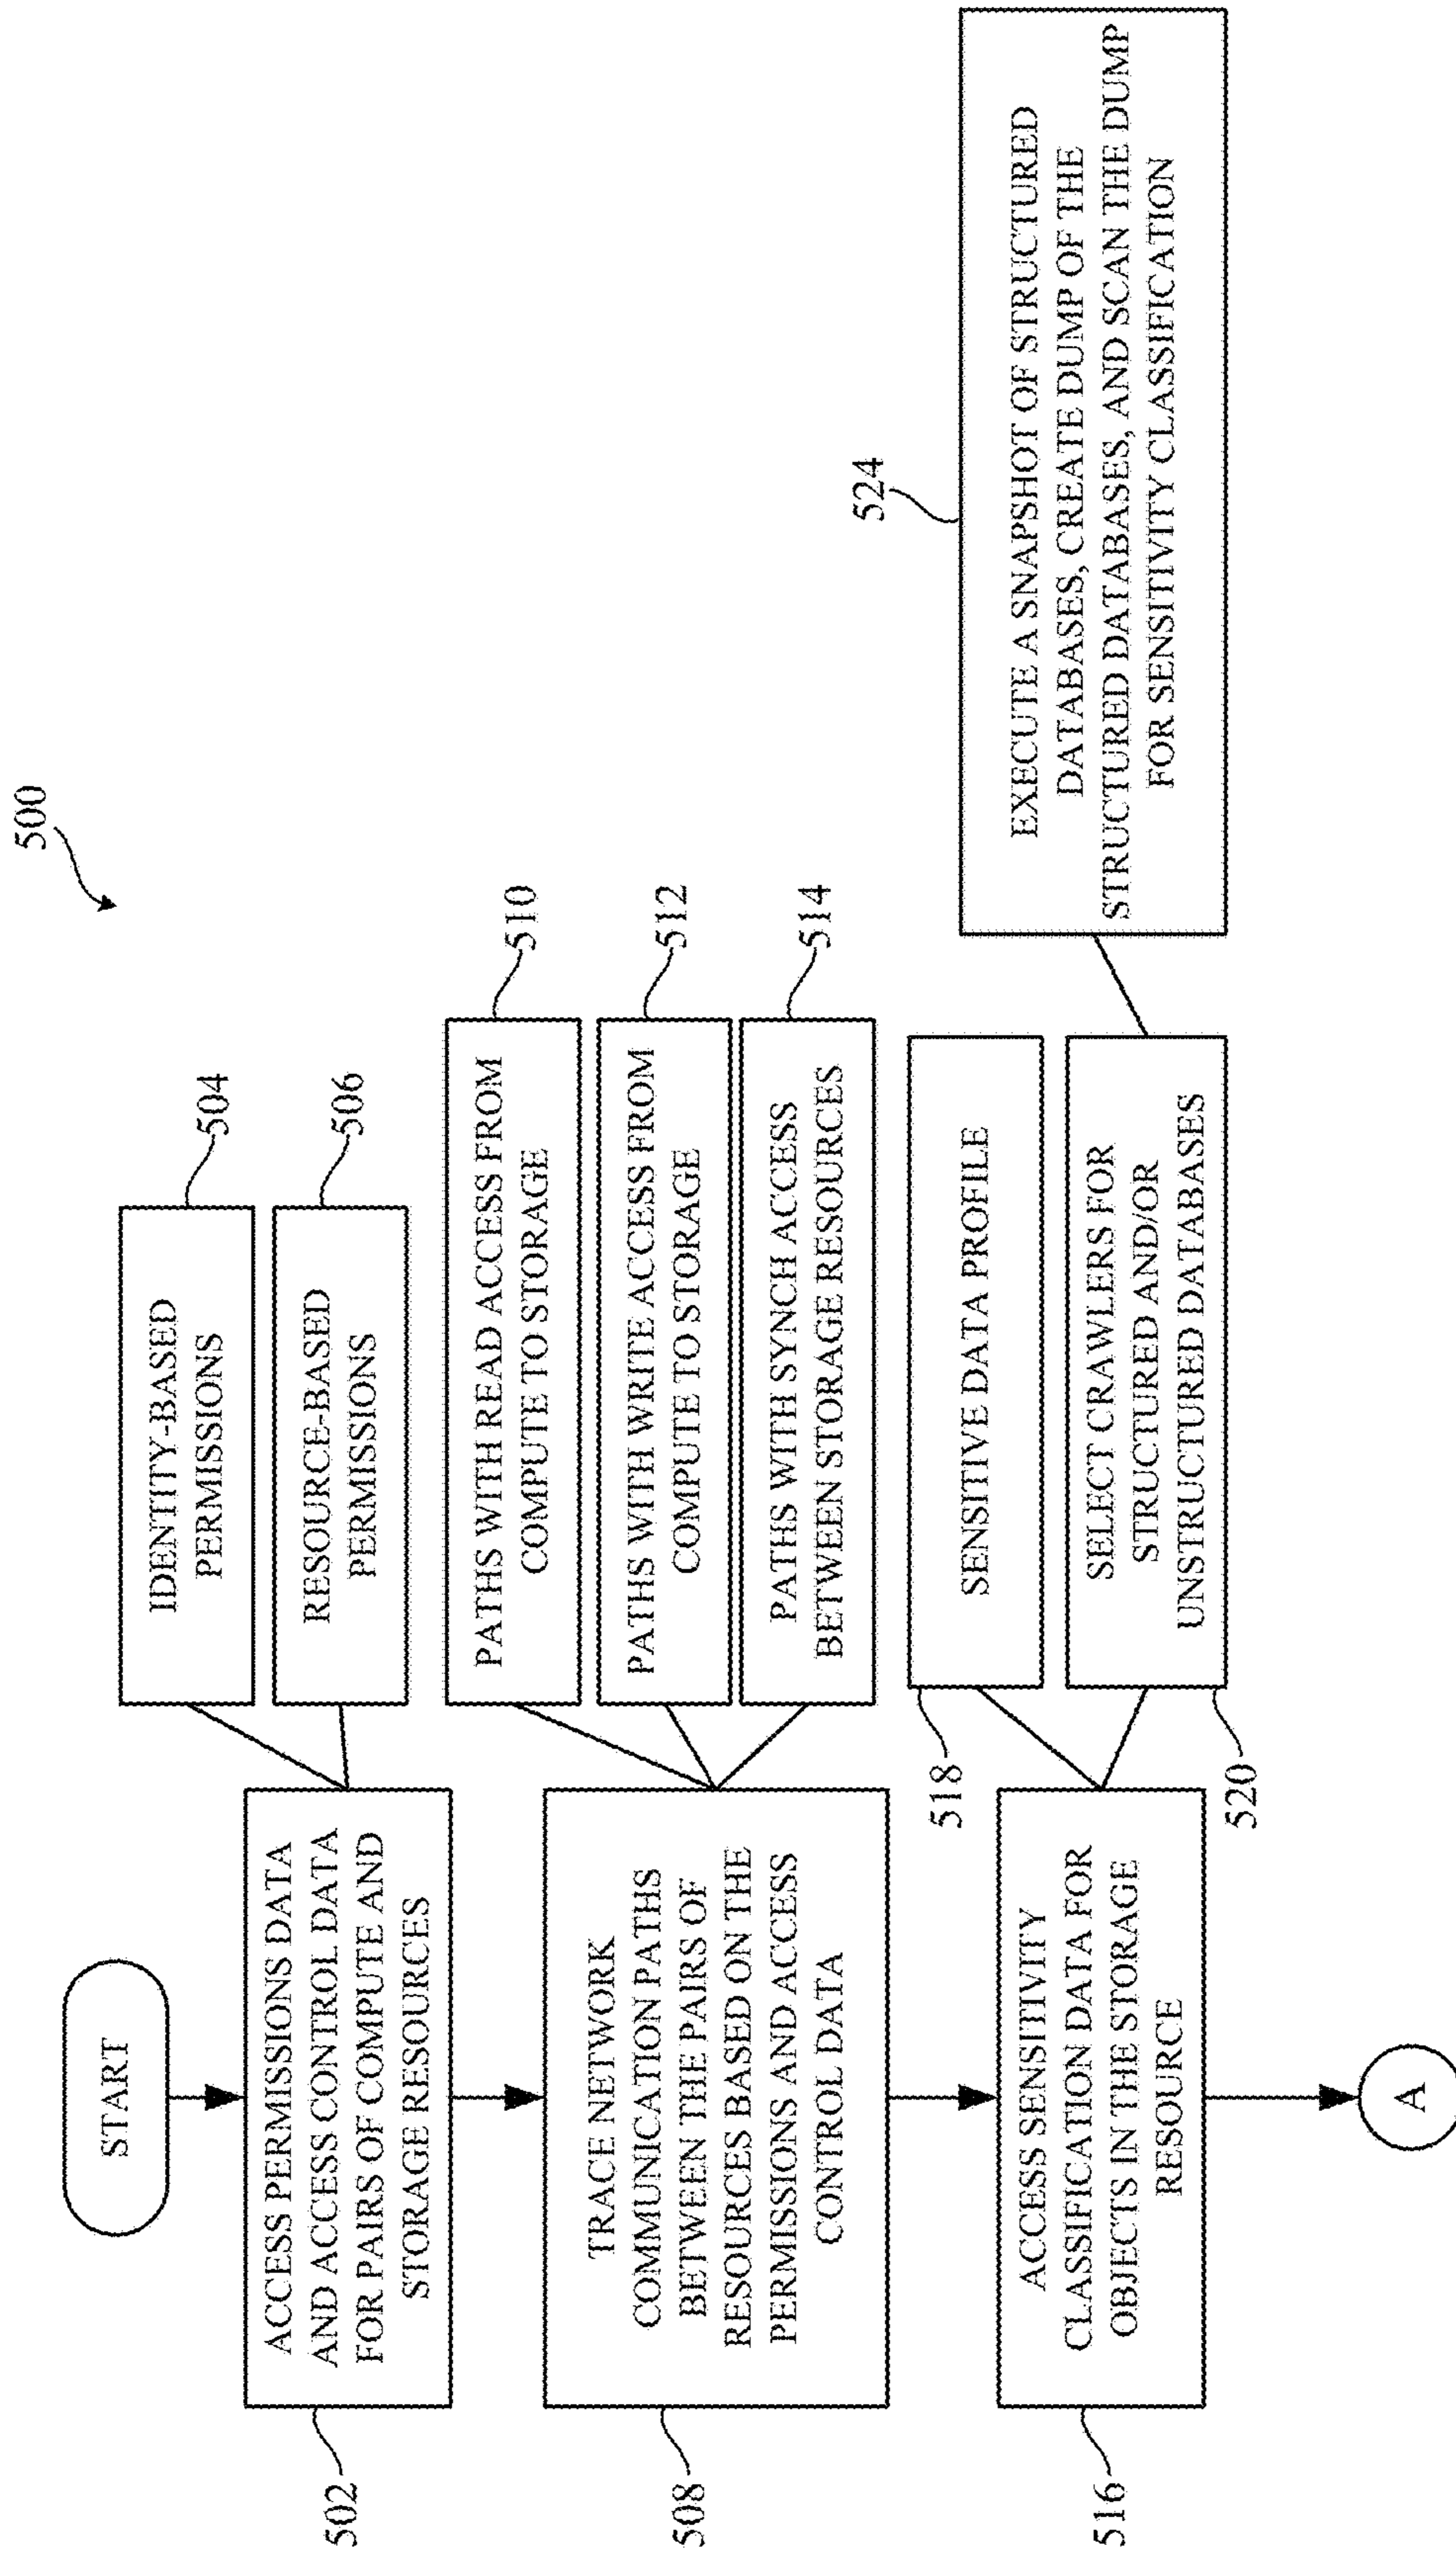 500
START
502
ACCESS PERMISSIONS DATA
AND ACCESS CONTROL DATA
FOR PAIRS OF COMPUTE AND
STORAGE RESOURCES
IDENTITY-BASED
PERMISSIONS
504
RESOURCE-BASED
PERMISSIONS
506
508
TRACE NETWORK
COMMUNICATION PATHS
BETWEEN THE PAIRS OF
RESOURCES BASED ON THE
PERMISSIONS AND ACCESS
CONTROL DATA
PATHS WITH READ ACCESS FROM
COMPUTE TO STORAGE
510
PATHS WITH WRITE ACCESS FROM
COMPUTE TO STORAGE
512
PATHS WITH SYNCH ACCESS
BETWEEN STORAGE RESOURCES
514
516
ACCESS SENSITIVITY
CLASSIFICATION DATA FOR
OBJECTS IN THE STORAGE
RESOURCE
518
SENSITIVE DATA PROFILE
520
SELECT CRAWLERS FOR
STRUCTURED AND/OR
UNSTRUCTURED DATABASES
524
EXECUTE A SNAPSHOT OF STRUCTURED
DATABASES, CREATE DUMP OF THE
STRUCTURED DATABASES, AND SCAN THE DUMP
FOR SENSITIVITY CLASSIFICATION
A